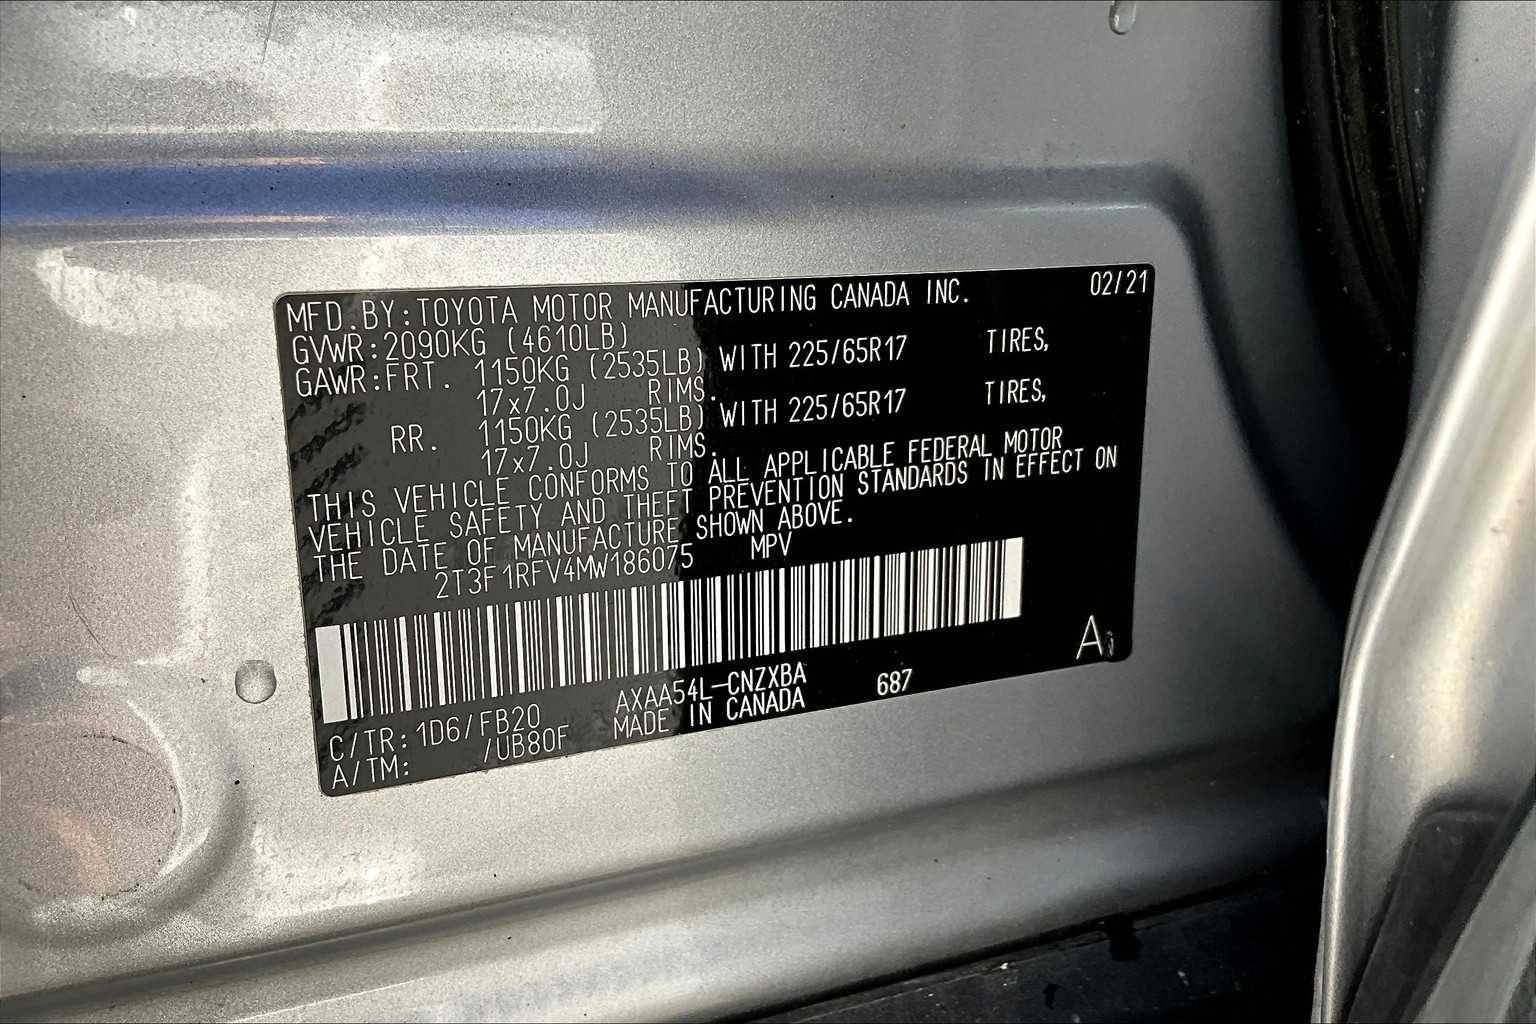 MFD.BY:TOYOTA MOTOR MANUFACTURING CANADA INC. 02/21
GVWR:2090KG (4610LB)
GAWR:FRT. 1150KG (2535LB) WITH 225/65R17 TIRES,
17x7.0J RIMS.
RR. 1150KG (2535LB) WITH 225/65R17 TIRES,
17x7.0J RIMS.
THIS VEHICLE CONFORMS TO ALL APPLICABLE FEDERAL MOTOR
VEHICLE SAFETY AND THEFT PREVENTION STANDARDS IN EFFECT ON
THE DATE OF MANUFACTURE SHOWN ABOVE.
2T3F1RFV4MW186075 MPV
AXAA54L-CNZXBA 687 A
C/TR:1D6/FB20 MADE IN CANADA
A/TM: /UB80F